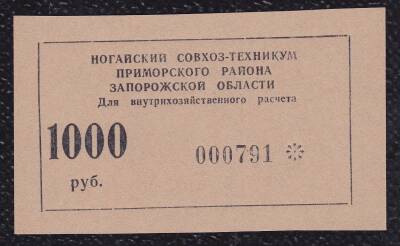 НОГАЙСКИЙ СОВХОЗ-ТЕХНИКУМ
ПРИМОРСКОГО РАЙОНА
ЗАПОРОЖСКОЙ ОБЛАСТИ
Для внутрихозяйственного расчета
1000
000791 ※
руб.